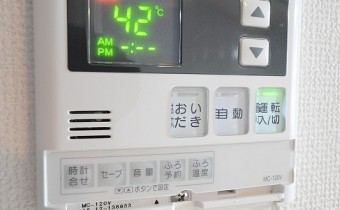 42℃
AM
PM -:--
おい
だき
自動
運転
入/切
時計
合せ
セーブ
音量
ふろ
予約
ふろ
温度
MC-120V
▽△ボタンで設定
MC-120V